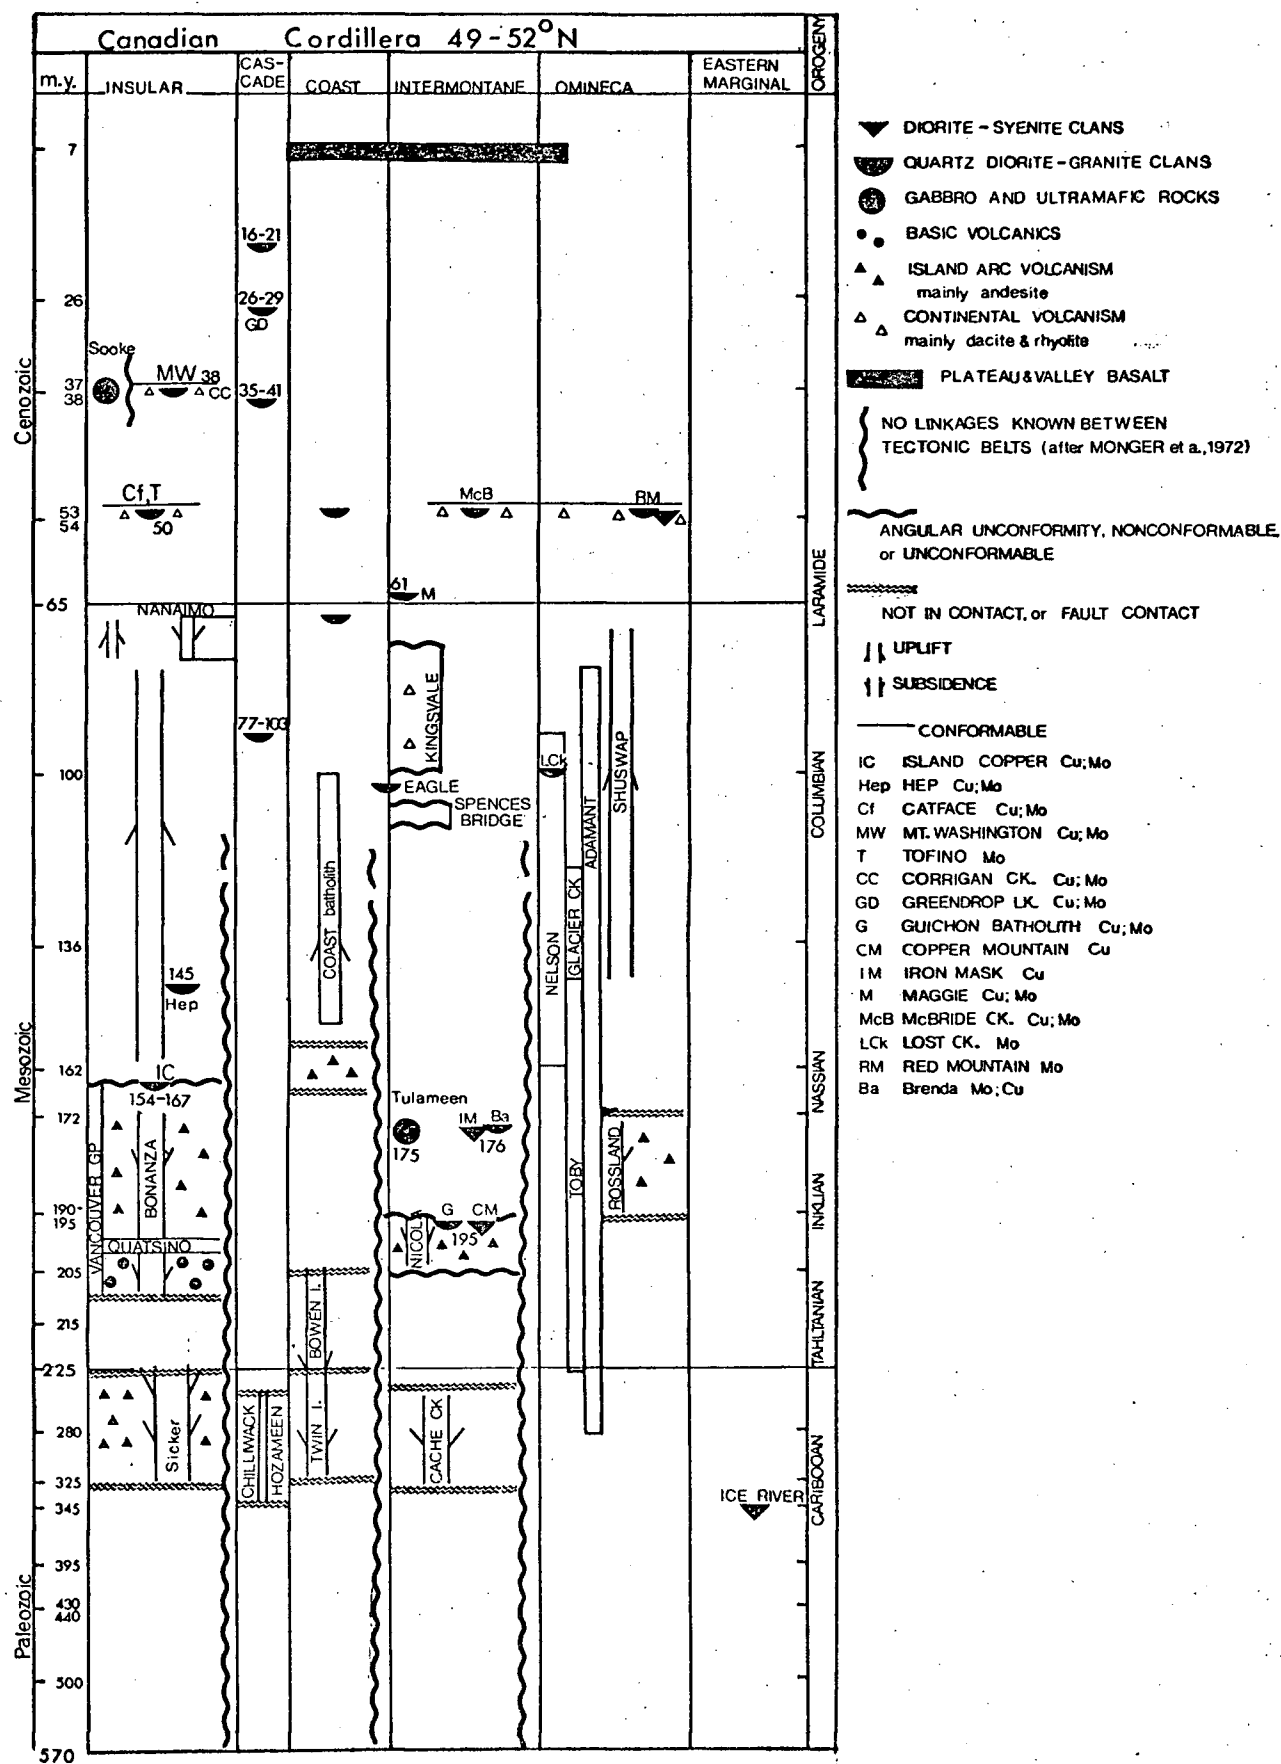 Canadian Cordillera 49-52°N
OROGENY
m.y.
INSULAR
CAS-
CADE
COAST
INTERMONTANE
OMINECA
EASTERN
MARGINAL
Cenozoic
Mesozoic
Paleozoic
7
26
37
38
53
54
65
100
136
162
172
190-
195
205
215
225
280
325
345
395
430
440
500
570
16-21
26-29
GD
Sooke
MW 38
CC
35-41
Cf,T
50
McB
RM
61
M
NANAIMO
KINGSVALE
77-103
EAGLE
SPENCES
BRIDGE
LCk
SHUSWAP
ADAMANT
GLACIER CK
NELSON
COAST batholith
145
Hep
IC
154-167
VANCOUVER GP
BONANZA
QUATSINO
Tulameen
175
IM
Ba
176
TOBY
ROSSLAND
NICOLA
G
CM
195
BOWEN I.
TWIN I.
Sicker
CHILLIWACK
HOZAMEEN
CACHE CK
ICE RIVER
LARAMIDE
COLUMBIAN
NASSIAN
INKLIAN
TAHLTANIAN
CARIBOOAN
DIORITE-SYENITE CLANS
QUARTZ DIORITE-GRANITE CLANS
GABBRO AND ULTRAMAFIC ROCKS
BASIC VOLCANICS
ISLAND ARC VOLCANISM
mainly andesite
CONTINENTAL VOLCANISM
mainly dacite & rhyolite
PLATEAU&VALLEY BASALT
NO LINKAGES KNOWN BETWEEN
TECTONIC BELTS (after MONGER et a.,1972)
ANGULAR UNCONFORMITY, NONCONFORMABLE,
or UNCONFORMABLE
NOT IN CONTACT, or FAULT CONTACT
UPLIFT
SUBSIDENCE
CONFORMABLE
IC ISLAND COPPER Cu;Mo
Hep HEP Cu;Mo
Cf CATFACE Cu;Mo
MW MT. WASHINGTON Cu;Mo
T TOFINO Mo
CC CORRIGAN CK. Cu;Mo
GD GREENDROP LK. Cu;Mo
G GUICHON BATHOLITH Cu;Mo
CM COPPER MOUNTAIN Cu
IM IRON MASK Cu
M MAGGIE Cu;Mo
McB McBRIDE CK. Cu;Mo
LCk LOST CK. Mo
RM RED MOUNTAIN Mo
Ba Brenda Mo;Cu